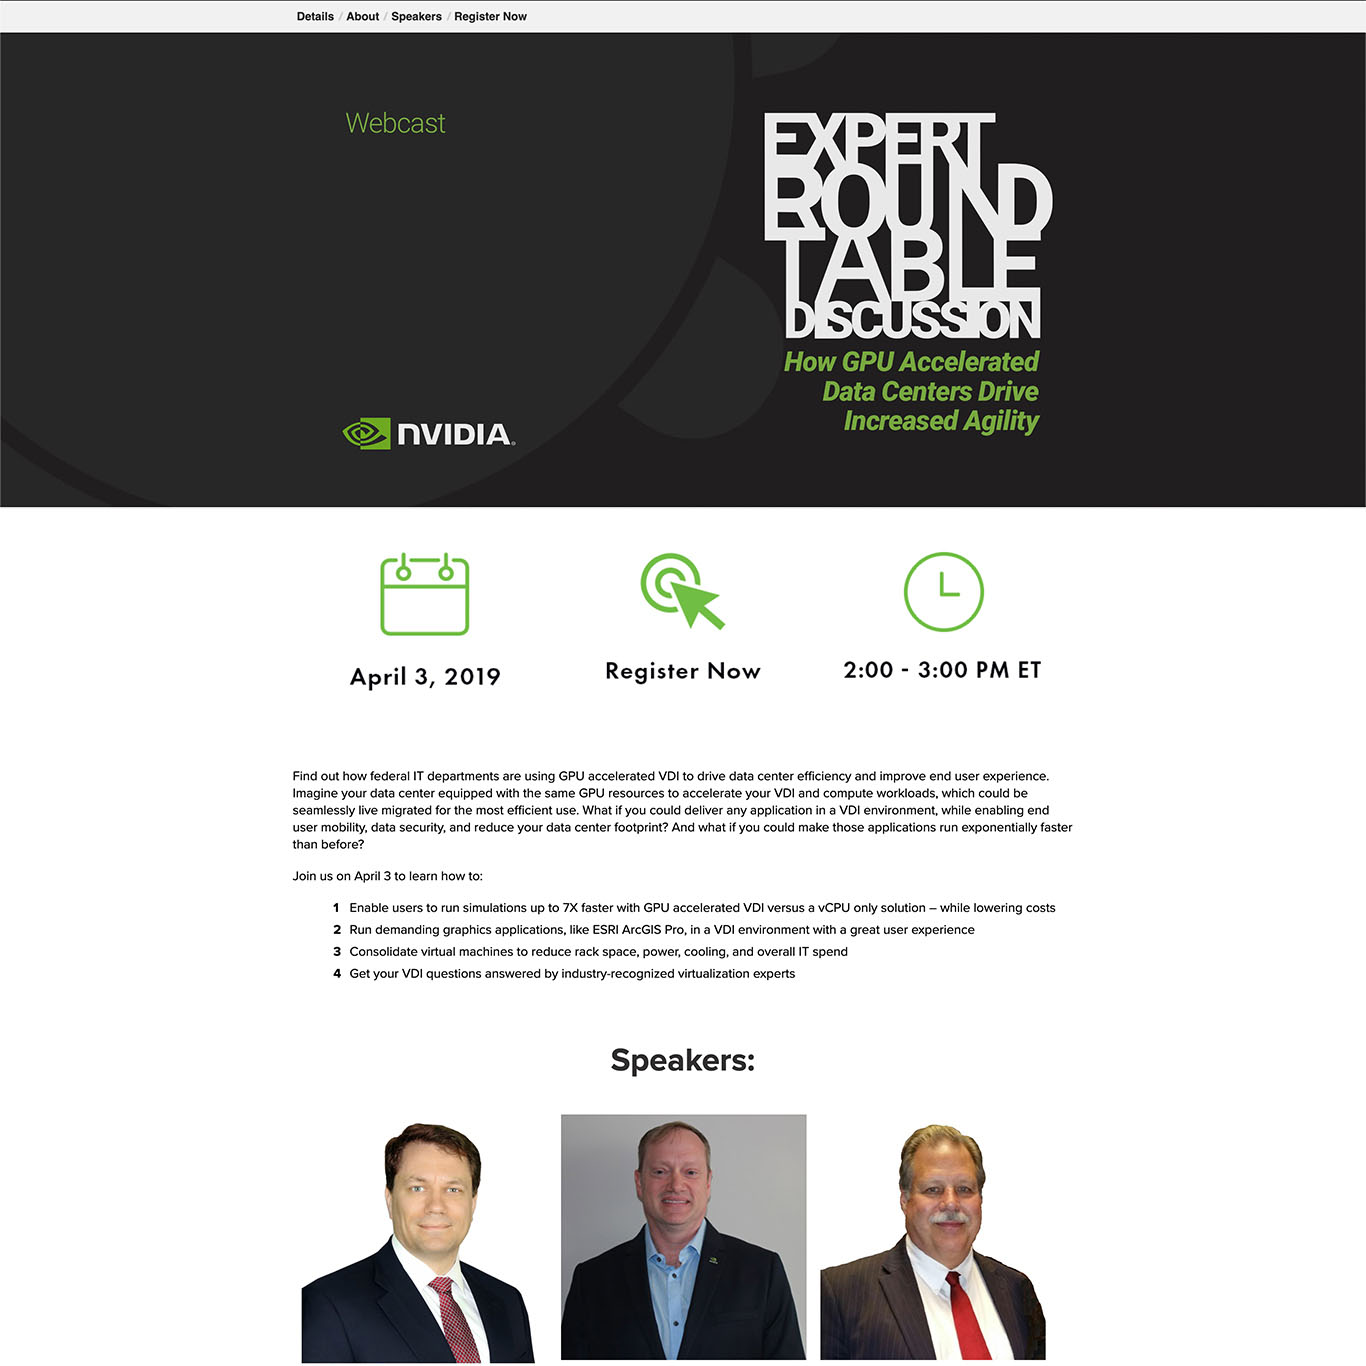 Details / About / Speakers / Register Now
Webcast
EXPERT
ROUND
TABLE
DISCUSSION
How GPU Accelerated
Data Centers Drive
Increased Agility
NVIDIA.
April 3, 2019
Register Now
2:00 - 3:00 PM ET
Find out how federal IT departments are using GPU accelerated VDI to drive data center efficiency and improve end user experience.
Imagine your data center equipped with the same GPU resources to accelerate your VDI and compute workloads, which could be
seamlessly live migrated for the most efficient use. What if you could deliver any application in a VDI environment, while enabling end
user mobility, data security, and reduce your data center footprint? And what if you could make those applications run exponentially faster
than before?
Join us on April 3 to learn how to:
1 Enable users to run simulations up to 7X faster with GPU accelerated VDI versus a vCPU only solution – while lowering costs
2 Run demanding graphics applications, like ESRI ArcGIS Pro, in a VDI environment with a great user experience
3 Consolidate virtual machines to reduce rack space, power, cooling, and overall IT spend
4 Get your VDI questions answered by industry-recognized virtualization experts
Speakers: